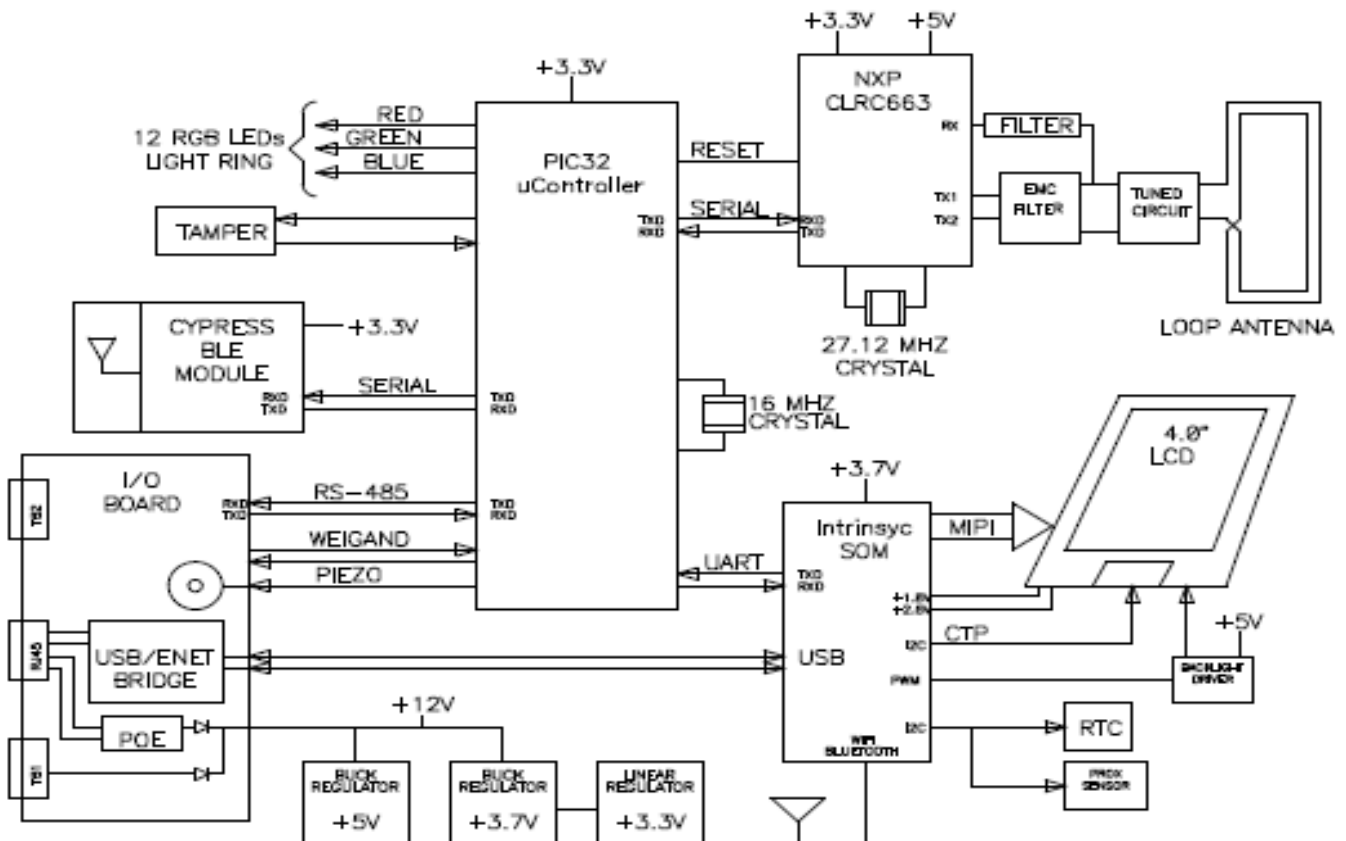 +3.3V
+5V
NXP
CLRC663
RX
FILTER
TX1
TX2
EMC
FILTER
TUNED
CIRCUIT
LOOP ANTENNA
27.12 MHZ
CRYSTAL
+3.3V
12 RGB LEDs
LIGHT RING
RED
GREEN
BLUE
PIC32
uController
RESET
TXD
RXD
SERIAL
RXD
TXD
TAMPER
CYPRESS
BLE
MODULE
+3.3V
RXD
TXD
SERIAL
TXD
RXD
16 MHZ
CRYSTAL
I/O
BOARD
TB2
RXD
TXD
RS-485
TXD
RXD
WEIGAND
PIEZO
UART
+3.7V
Intrinsyc
SOM
TXD
RXD
MIPI
4.0"
LCD
+1.8V
+2.8V
I2C
CTP
+5V
BACKLIGHT
DRIVER
PWM
I2C
RTC
PROX
SENSOR
WIFI
BLUETOOTH
USB
RJ45
USB/ENET
BRIDGE
POE
TB1
+12V
BUCK
REGULATOR
+5V
BUCK
REGULATOR
+3.7V
LINEAR
REGULATOR
+3.3V